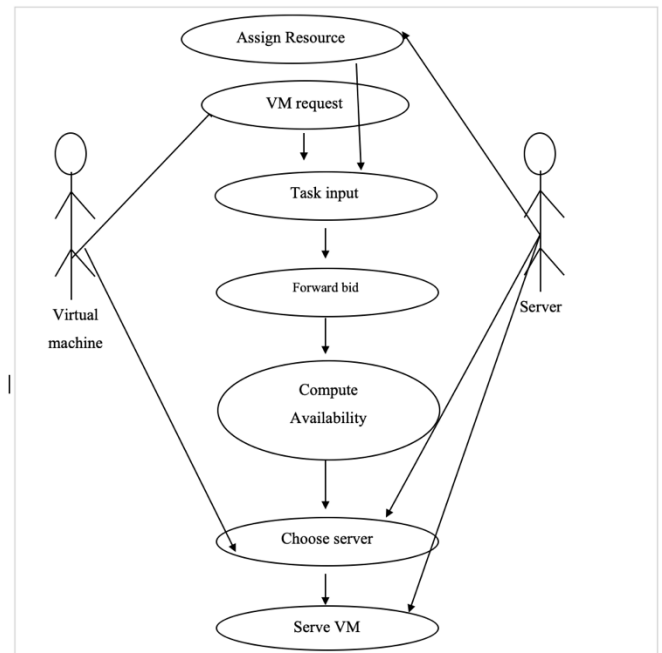 Assign Resource
VM request
Task input
Forward bid
Virtual
machine
Server
Compute
Availability
Choose server
Serve VM